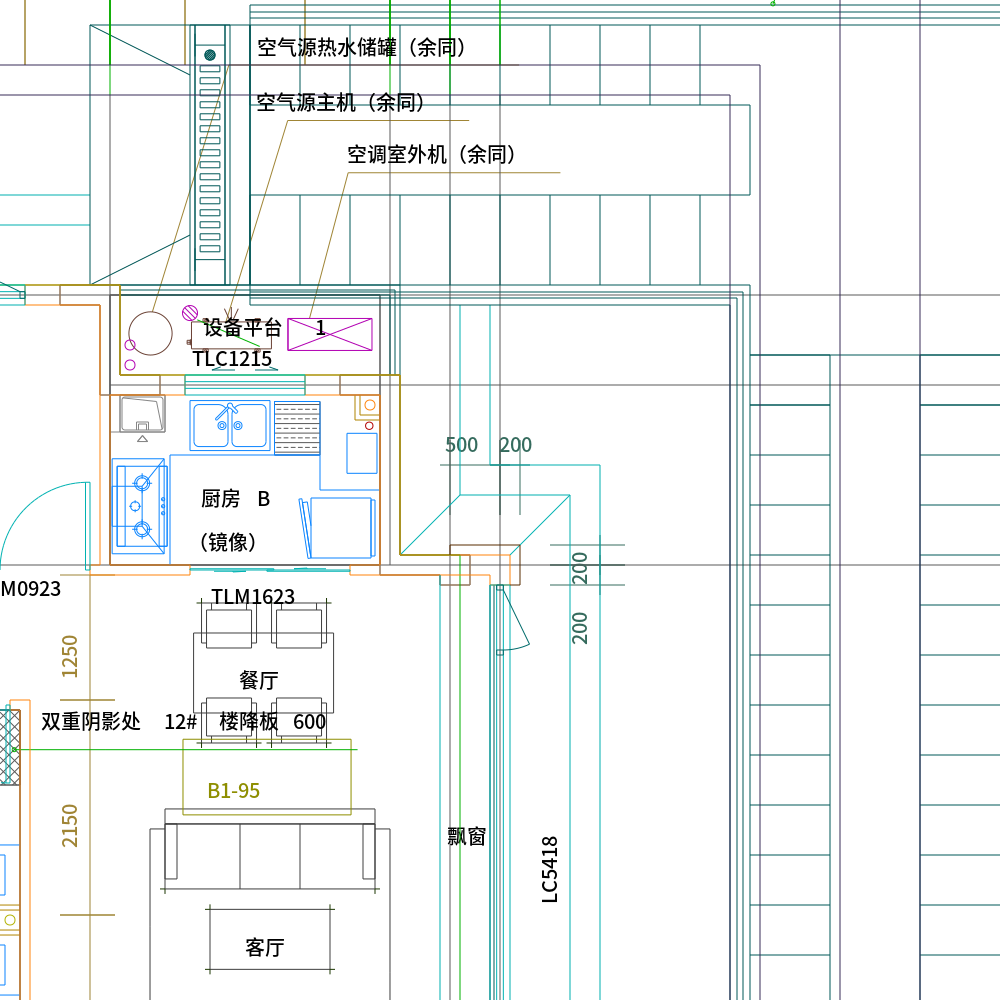 空气源热水储罐（余同）
空气源主机（余同）
空调室外机（余同）
设备平台 1
TLC1215
500 200
厨房 B
（镜像）
200
M0923
TLM1623
200
1250
餐厅
双重阴影处 12# 楼降板 600
B1-95
2150
飘窗
LC5418
客厅